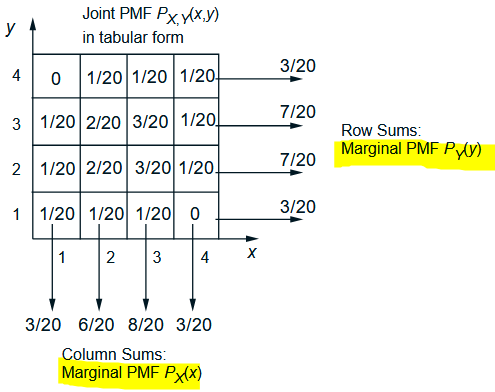 Joint PMF P_X,Y(x,y)
in tabular form
y
4 0 1/20 1/20 1/20 3/20
3 1/20 2/20 3/20 1/20 7/20
2 1/20 2/20 3/20 1/20 7/20
1 1/20 1/20 1/20 0 3/20
Row Sums:
Marginal PMF P_Y(y)
1 2 3 4 x
3/20 6/20 8/20 3/20
Column Sums:
Marginal PMF P_X(x)